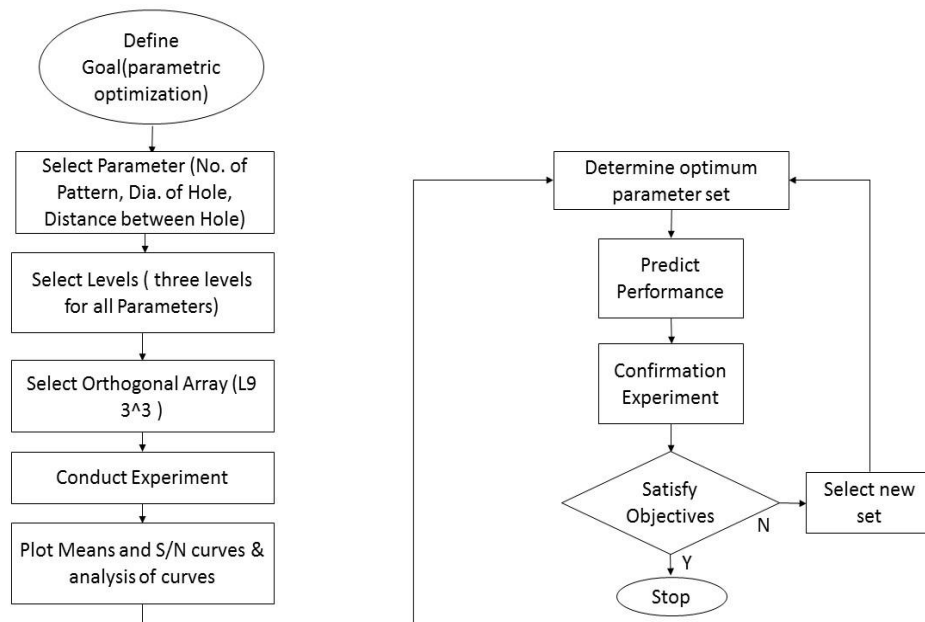 Define
Goal(parametric
optimization)
Select Parameter (No. of
Pattern, Dia. of Hole,
Distance between Hole)
Select Levels ( three levels
for all Parameters)
Select Orthogonal Array (L9
3^3 )
Conduct Experiment
Plot Means and S/N curves &
analysis of curves
Determine optimum
parameter set
Predict
Performance
Confirmation
Experiment
Satisfy
Objectives
N
Select new
set
Y
Stop